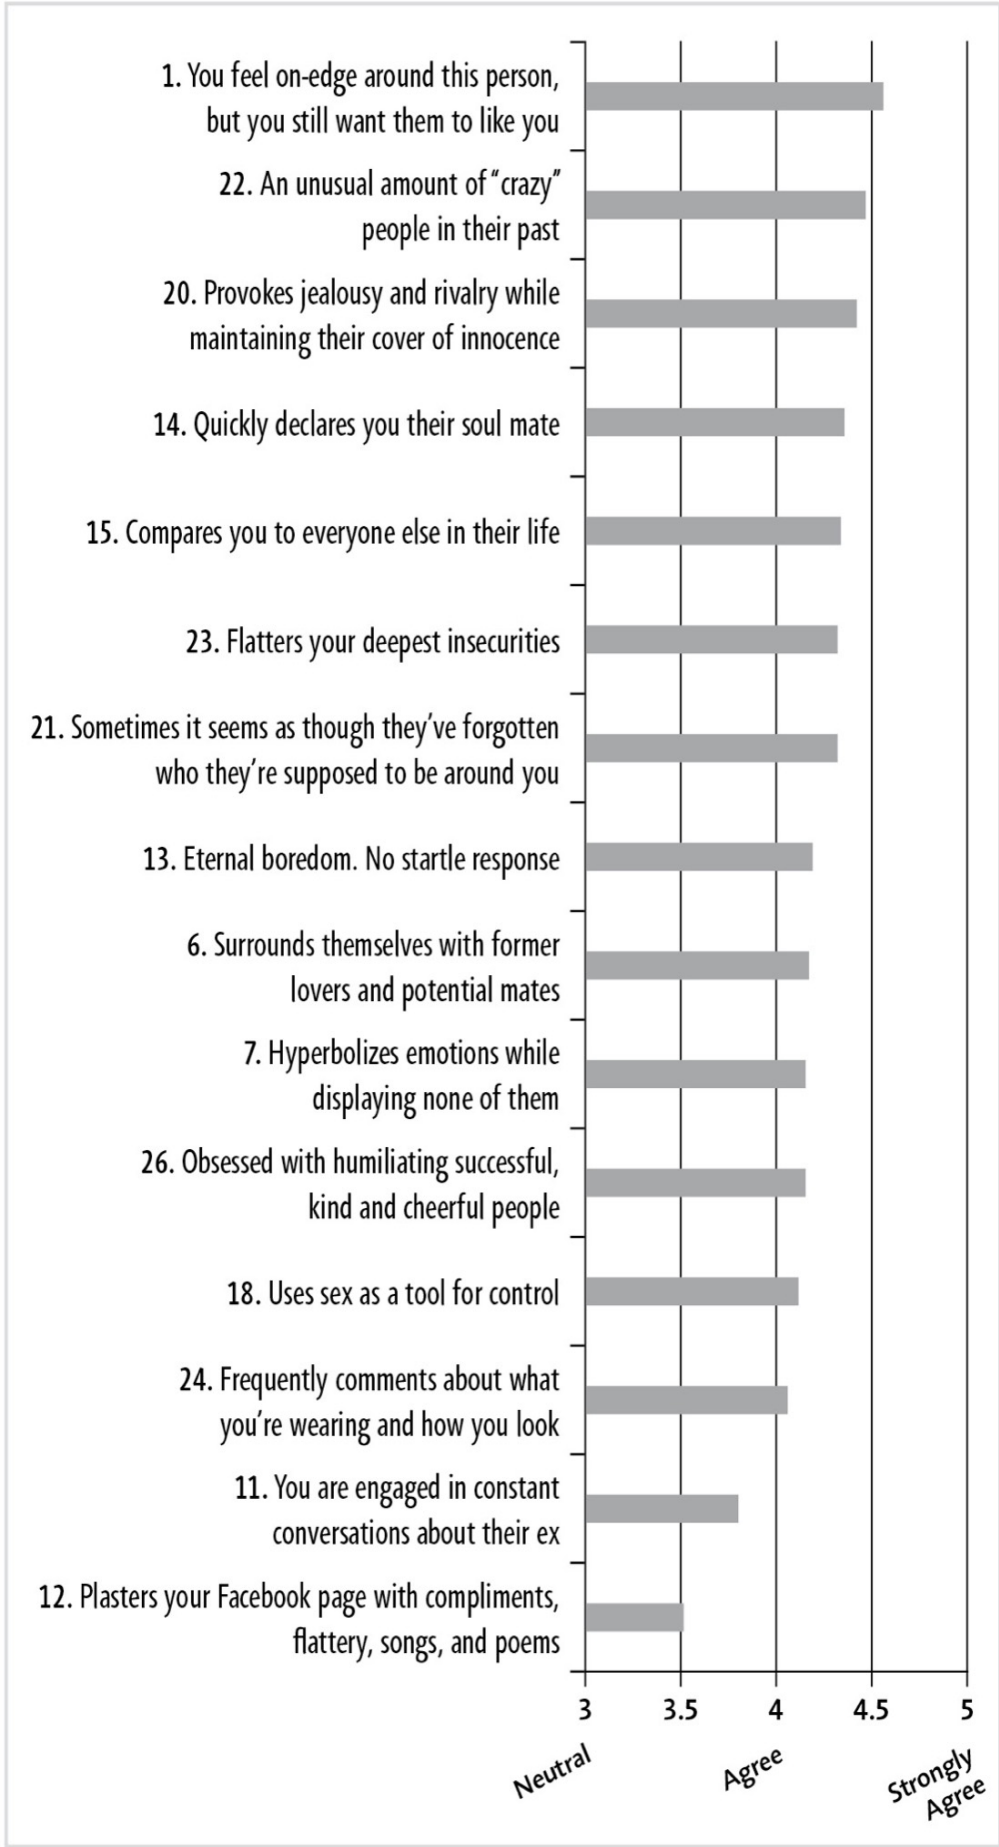 1. You feel on-edge around this person,
but you still want them to like you
22. An unusual amount of “crazy”
people in their past
20. Provokes jealousy and rivalry while
maintaining their cover of innocence
14. Quickly declares you their soul mate
15. Compares you to everyone else in their life
23. Flatters your deepest insecurities
21. Sometimes it seems as though they’ve forgotten
who they’re supposed to be around you
13. Eternal boredom. No startle response
6. Surrounds themselves with former
lovers and potential mates
7. Hyperbolizes emotions while
displaying none of them
26. Obsessed with humiliating successful,
kind and cheerful people
18. Uses sex as a tool for control
24. Frequently comments about what
you’re wearing and how you look
11. You are engaged in constant
conversations about their ex
12. Plasters your Facebook page with compliments,
flattery, songs, and poems
3 3.5 4 4.5 5
Neutral Agree Strongly
Agree